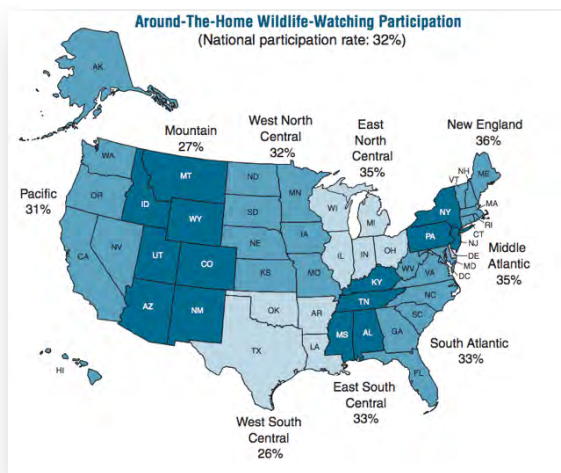 Around-The-Home Wildlife-Watching Participation
(National participation rate: 32%)
AK
Mountain
27%
West North
Central
32%
East
North
Central
35%
New England
36%
Pacific
31%
WA
OR
CA
NV
ID
MT
WY
UT
CO
AZ
NM
ND
SD
NE
KS
MN
IA
MO
WI
MI
IL
IN
OH
OK
TX
AR
LA
KY
TN
MS
AL
NY
PA
VT
NH
ME
MA
RI
CT
NJ
DE
MD
DC
WV
VA
NC
SC
GA
FL
HI
Middle
Atlantic
35%
South Atlantic
33%
East South
Central
33%
West South
Central
26%